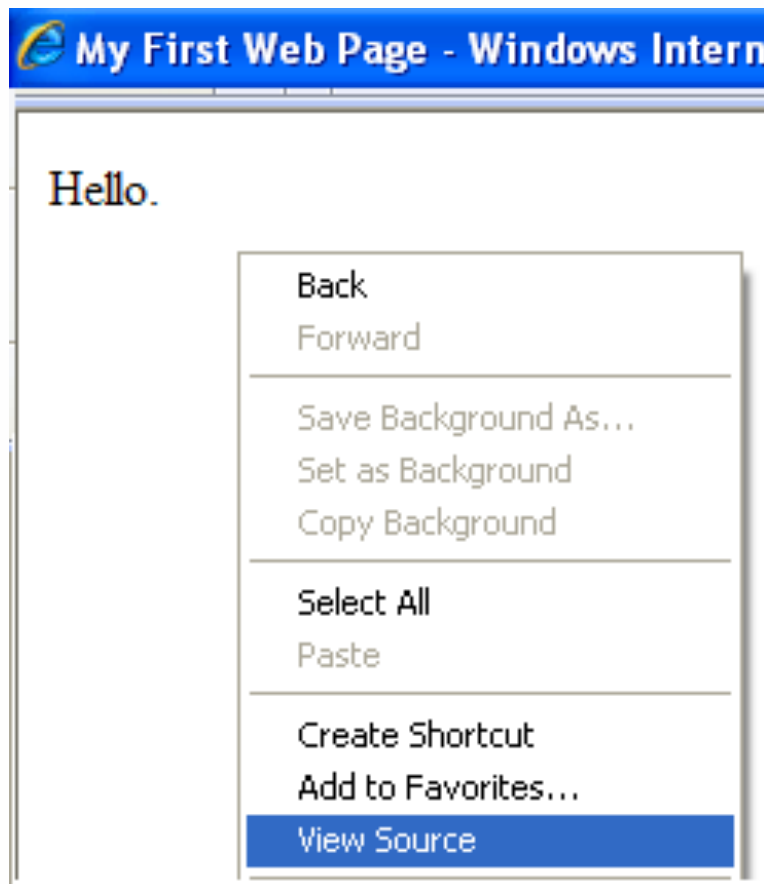 My First Web Page - Windows Intern
Hello.
Back
Forward
Save Background As...
Set as Background
Copy Background
Select All
Paste
Create Shortcut
Add to Favorites...
View Source